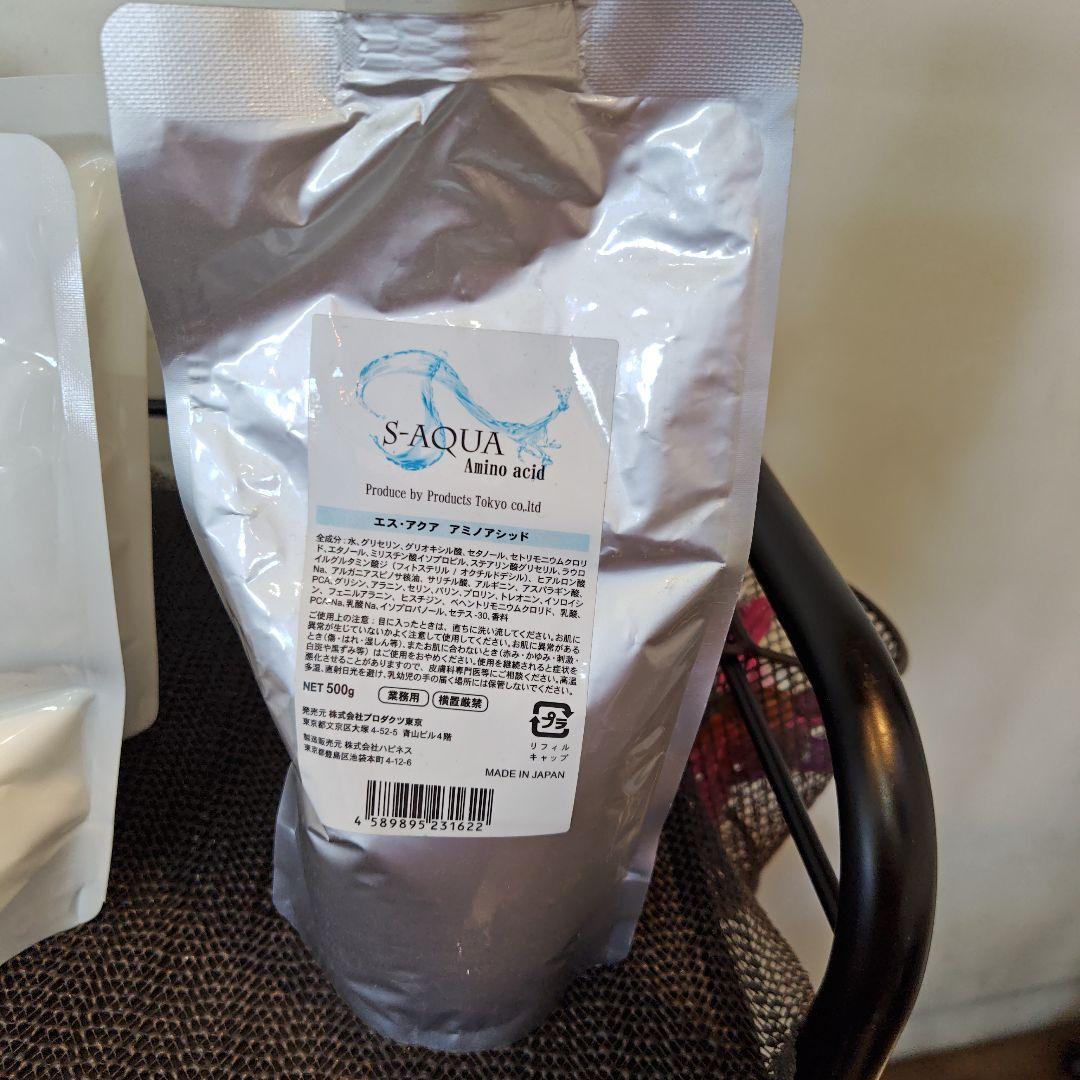 S-AQUA
Amino acid
Produce by Products Tokyo co,.ltd
エス・アクア アミノアシッド
全成分:水、グリセリン、グリオキシル酸、セタノール、セトリモニウムクロリ
ド、エタノール、ミリスチン酸イソプロピル、ステアリン酸グリセリル、ラウロ
イルグルタミン酸ジ(フィトステリル / オクチルドデシル)、ヒアルロン酸
Na、アルガニアスピノサ核油、サリチル酸、アルギニン、アスパラギン酸、
PCA、グリシン、アラニン、セリン、バリン、プロリン、トレオニン、イソロイシ
ン、フェニルアラニン、ヒスチジン、ベヘントリモニウムクロリド、乳酸、
PCA-Na、乳酸Na、イソプロパノール、セテス-30、香料
ご使用上の注意:目に入ったときは、直ちに洗い流してください。お肌に
異常が生じていないかよく注意して使用してください。お肌に異常がある
とき(傷・はれ・湿しん等)、またお肌に合わないとき(赤み・かゆみ・刺激・
白斑や黒ずみ等)はご使用をおやめください。使用を継続されると症状を
悪化させることがありますので、皮膚科専門医等にご相談ください。高温
多湿、直射日光を避け、乳幼児の手の届く場所には保管しないでください。
NET 500g 業務用 横置厳禁
発売元 株式会社プロダクツ東京
東京都文京区大塚 4-52-5 青山ビル4階
製造販売元 株式会社ハピネス
東京都豊島区池袋本町 4-12-6
プラ
リフィル
キャップ
MADE IN JAPAN
4 589895 231622